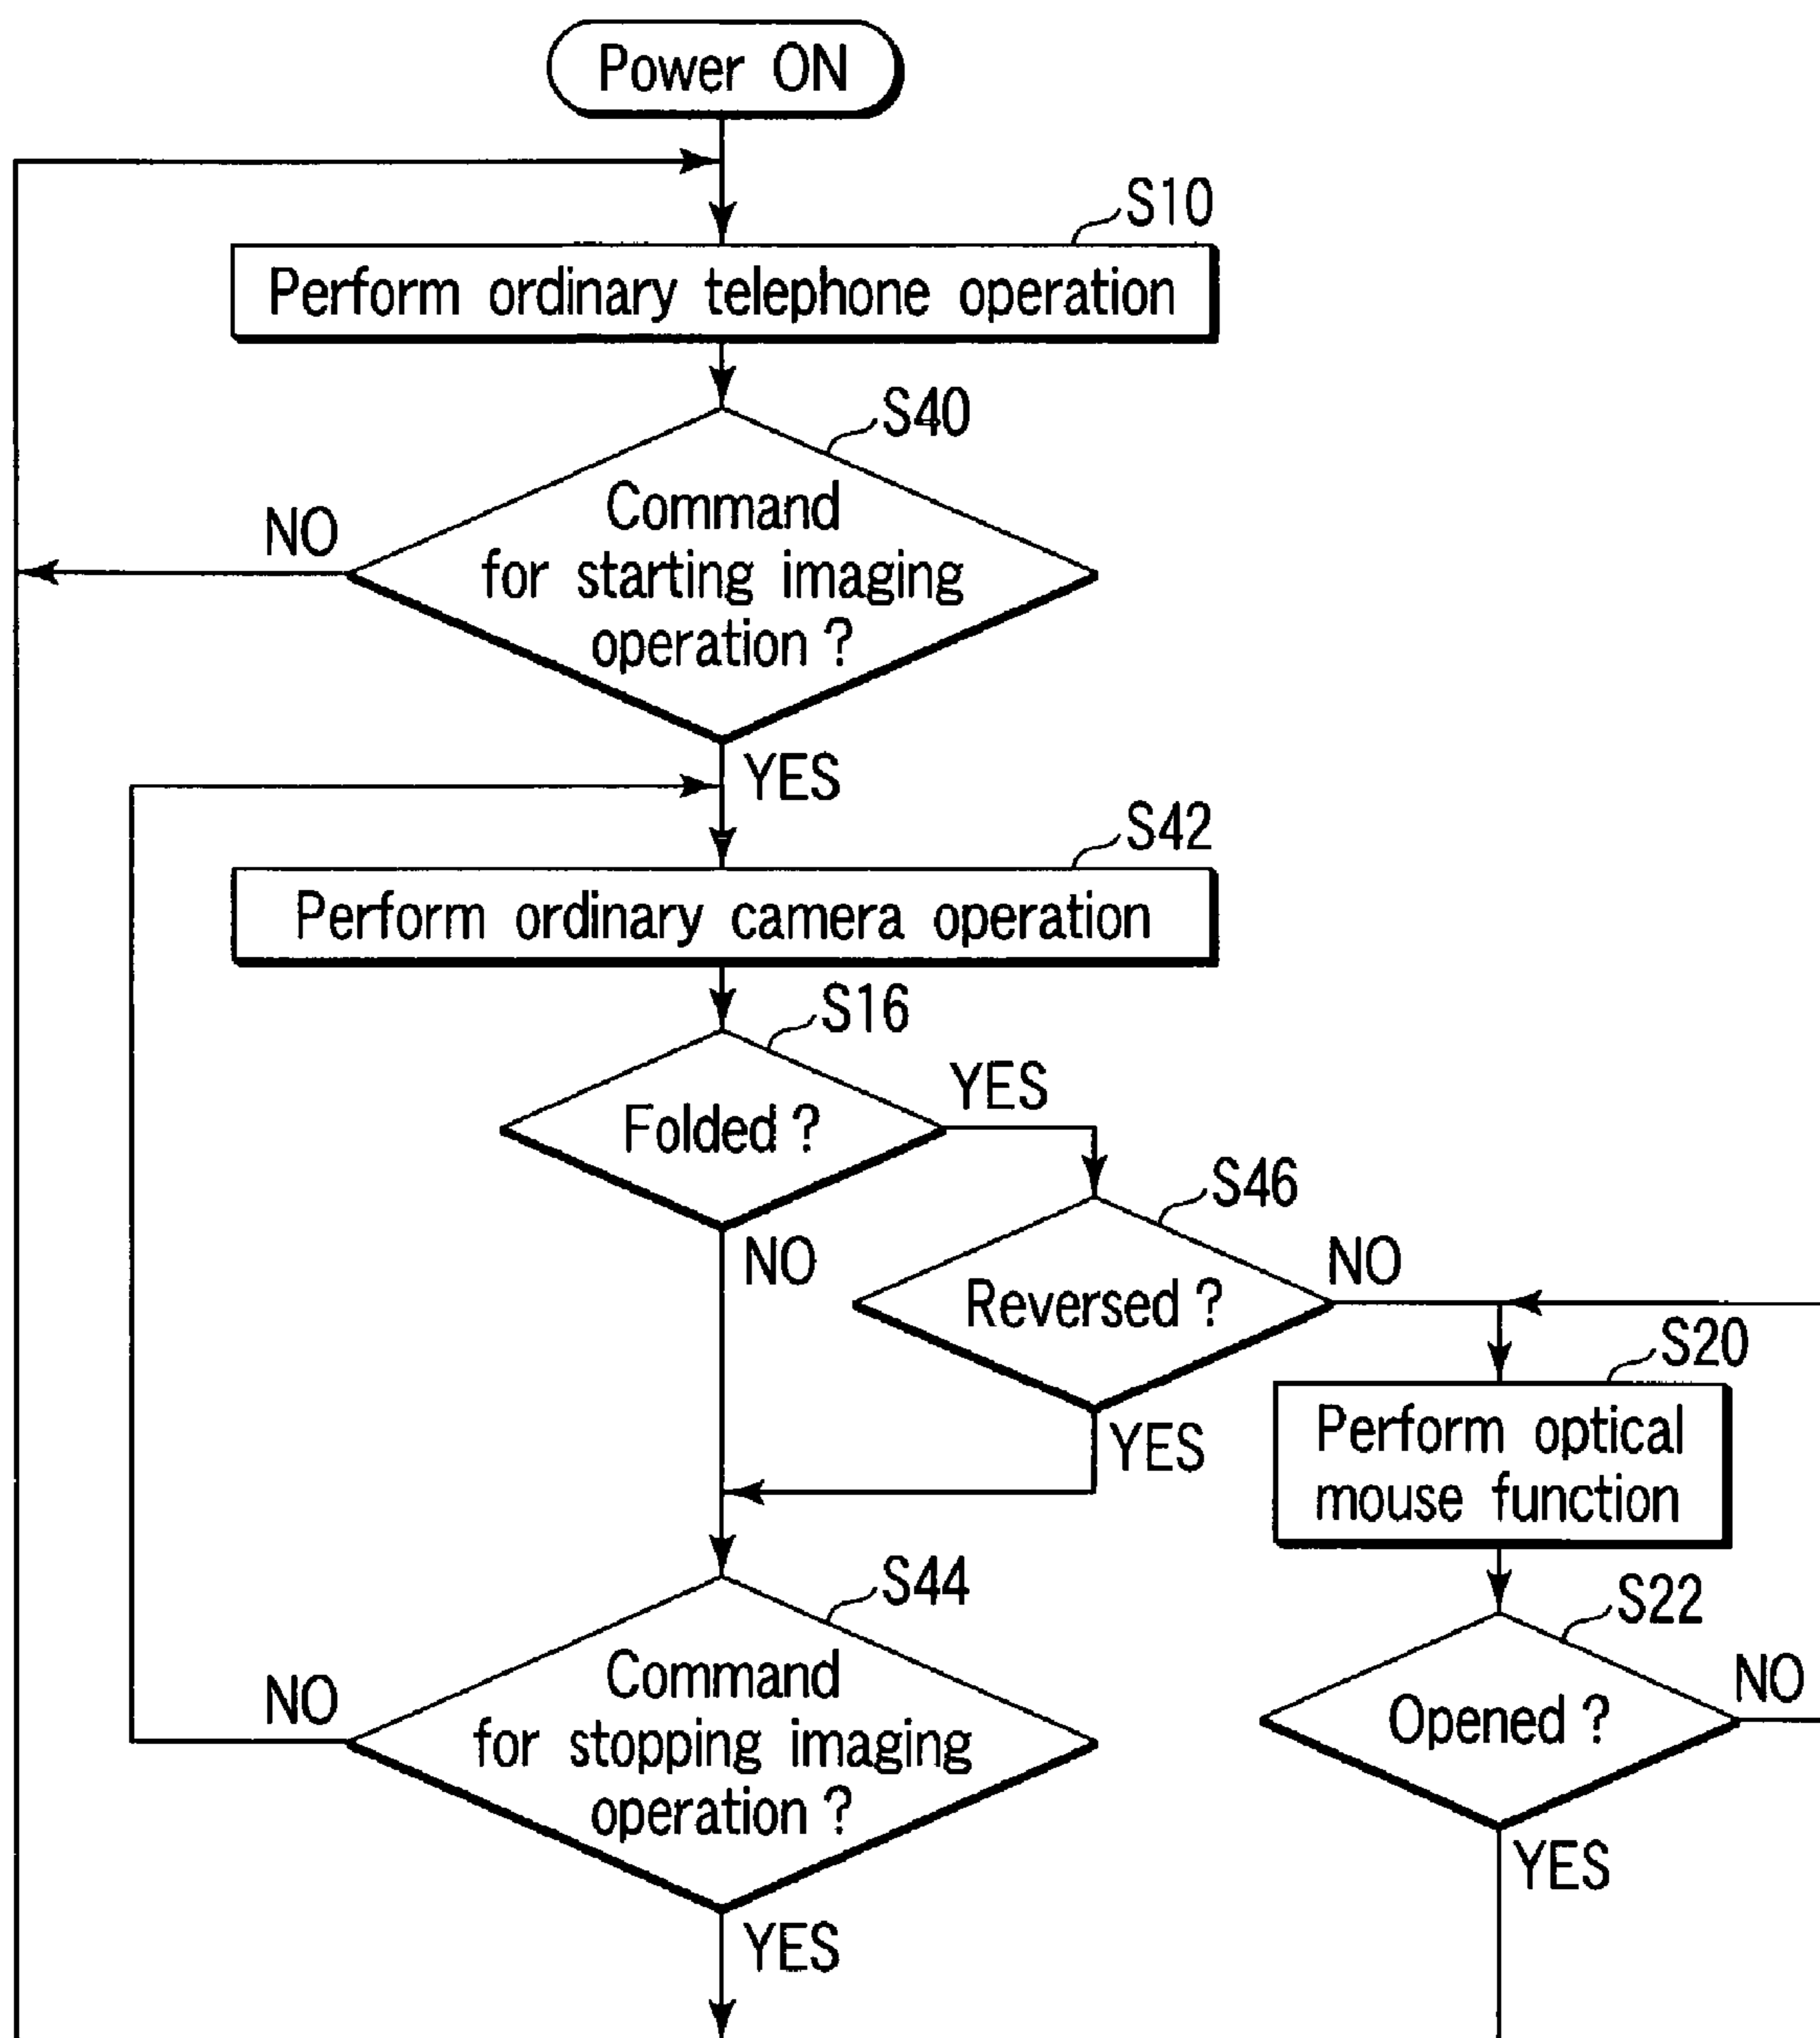 Power ON
S10
Perform ordinary telephone operation
S40
Command
for starting imaging
operation ?
NO
YES
S42
Perform ordinary camera operation
S16
Folded ?
YES
NO
S46
Reversed ?
NO
YES
S20
Perform optical
mouse function
S22
Opened ?
NO
YES
S44
Command
for stopping imaging
operation ?
NO
YES